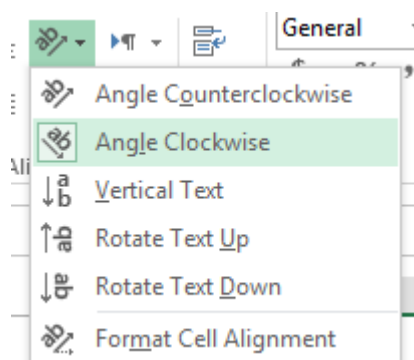 General
Angle Counterclockwise
Angle Clockwise
Vertical Text
Rotate Text Up
Rotate Text Down
Format Cell Alignment